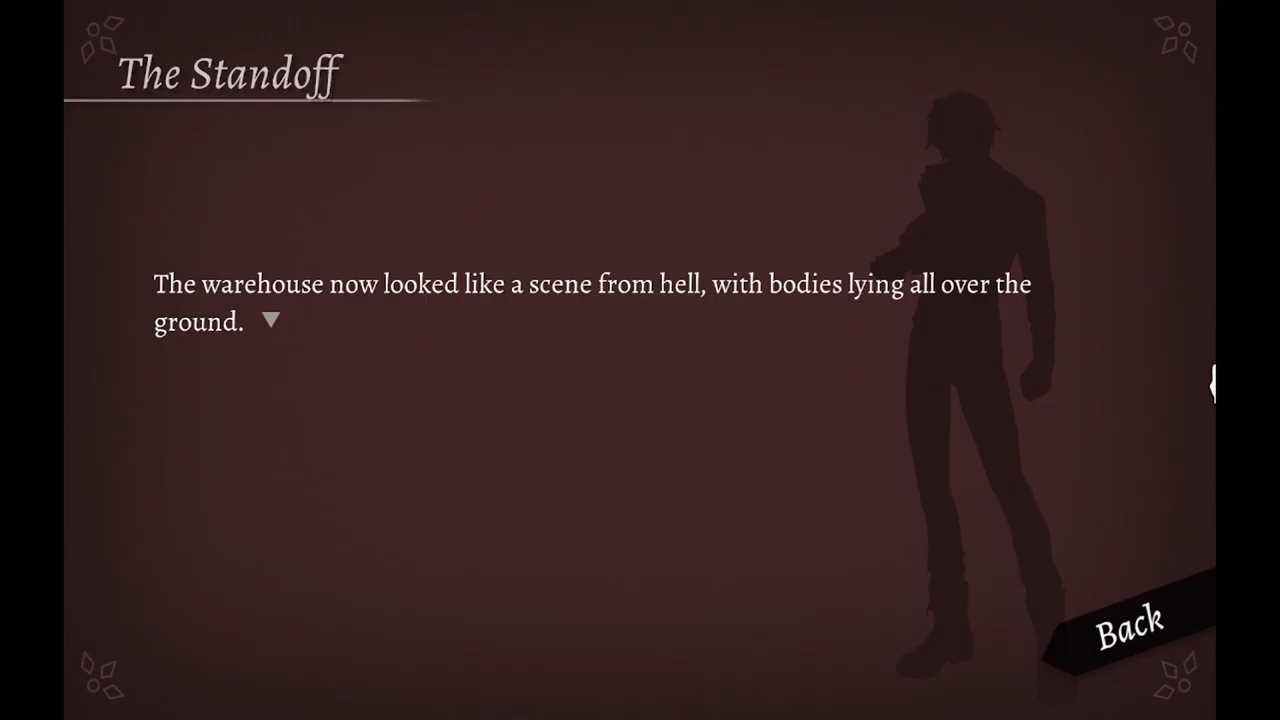 The Standoff
The warehouse now looked like a scene from hell, with bodies lying all over the
ground.
Back